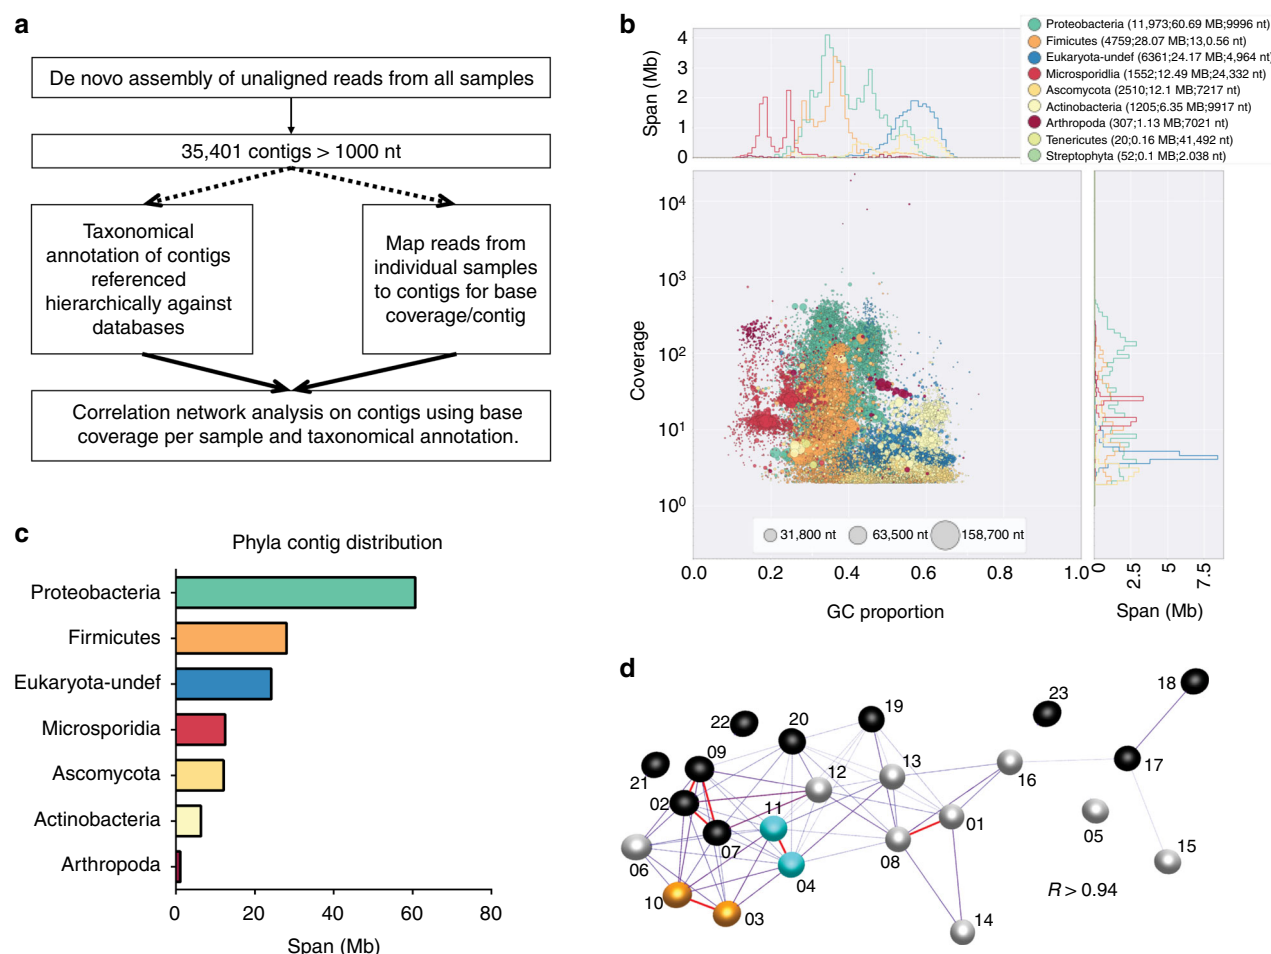 a
De novo assembly of unaligned reads from all samples
35,401 contigs > 1000 nt
Taxonomical
annotation of contigs
referenced
hierarchically against
databases
Map reads from
individual samples
to contigs for base
coverage/contig
Correlation network analysis on contigs using base
coverage per sample and taxonomical annotation.
b
Span (Mb)
4
3
2
1
0
Proteobacteria (11,973;60.69 MB;9996 nt)
Fimicutes (4759;28.07 MB;13,0.56 nt)
Eukaryota-undef (6361;24.17 MB;4,964 nt)
Microsporidlia (1552;12.49 MB;24,332 nt)
Ascomycota (2510;12.1 MB;7217 nt)
Actinobacteria (1205;6.35 MB;9917 nt)
Arthropoda (307;1.13 MB;7021 nt)
Tenericutes (20;0.16 MB;41,492 nt)
Streptophyta (52;0.1 MB;2.038 nt)
Coverage
10⁴
10³
10²
10¹
10⁰
31,800 nt
63,500 nt
158,700 nt
0.0
0.2
0.4
0.6
0.8
1.0
GC proportion
0
2.5
5
7.5
Span (Mb)
c
Phyla contig distribution
Proteobacteria
Firmicutes
Eukaryota-undef
Microsporidia
Ascomycota
Actinobacteria
Arthropoda
0
20
40
60
80
Span (Mb)
d
18
23
19
20
22
09
21
13
12
16
17
02
11
01
07
05
06
08
15
04
10
03
14
R > 0.94